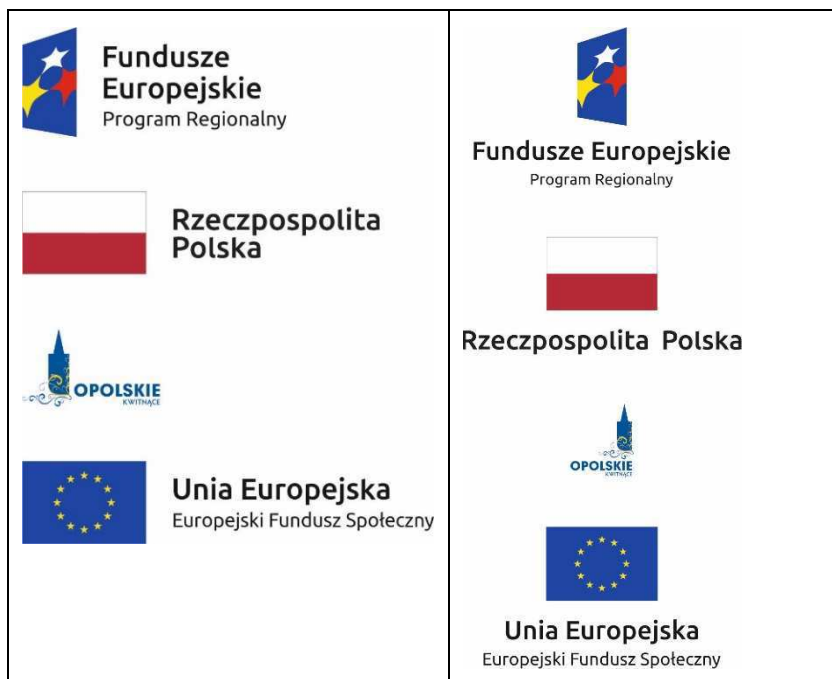 Fundusze
Europejskie
Program Regionalny
Rzeczpospolita
Polska
OPOLSKIE
KWITNĄCE
Unia Europejska
Europejski Fundusz Społeczny
Fundusze Europejskie
Program Regionalny
Rzeczpospolita Polska
OPOLSKIE
KWITNĄCE
Unia Europejska
Europejski Fundusz Społeczny